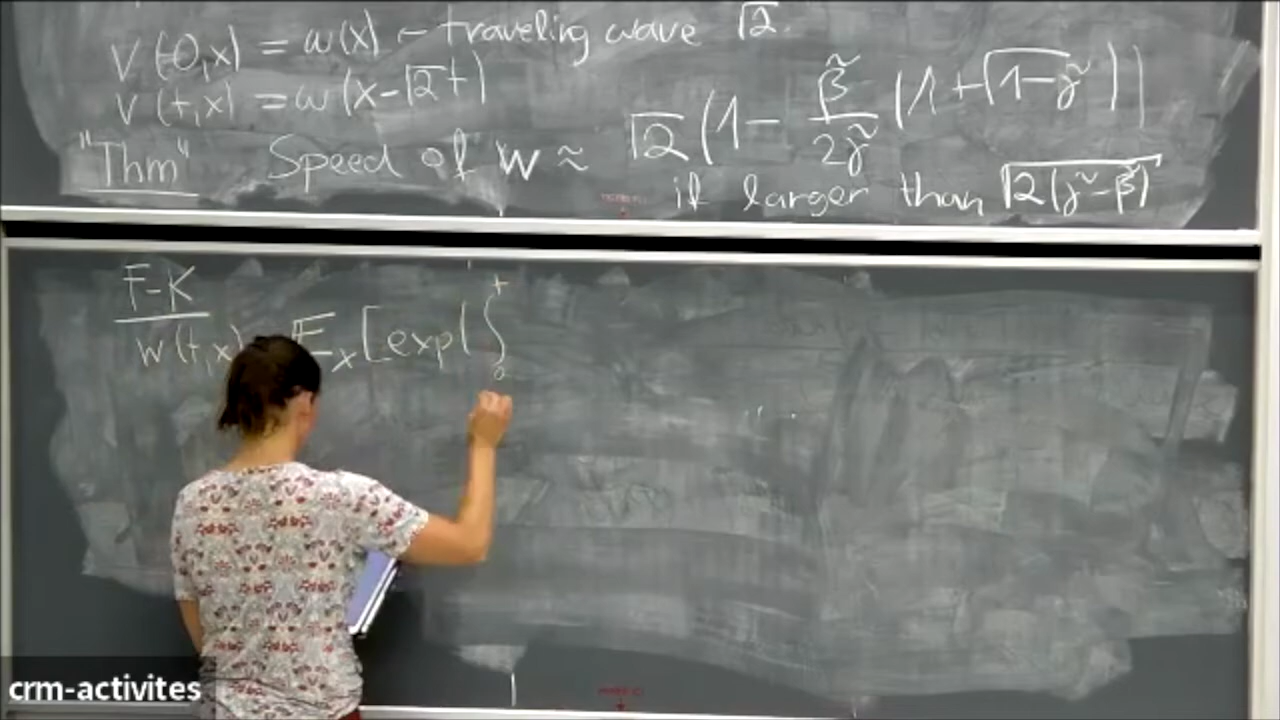 v(0,x) = w(x) – traveling wave √2.
v(t,x) = w(x-√2t)
"Thm" Speed of w ≈ √2(1 - β̃/2γ̃ (1+√1-γ̃))
if larger than √2(γ̃-β̃)
F-K
w(t,x) = E_x[exp(∫_0^t
crm-activites